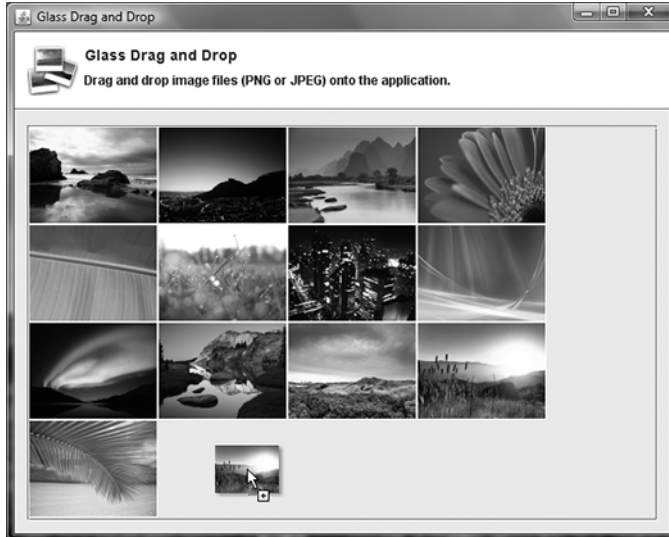 Glass Drag and Drop
Glass Drag and Drop
Drag and drop image files (PNG or JPEG) onto the application.